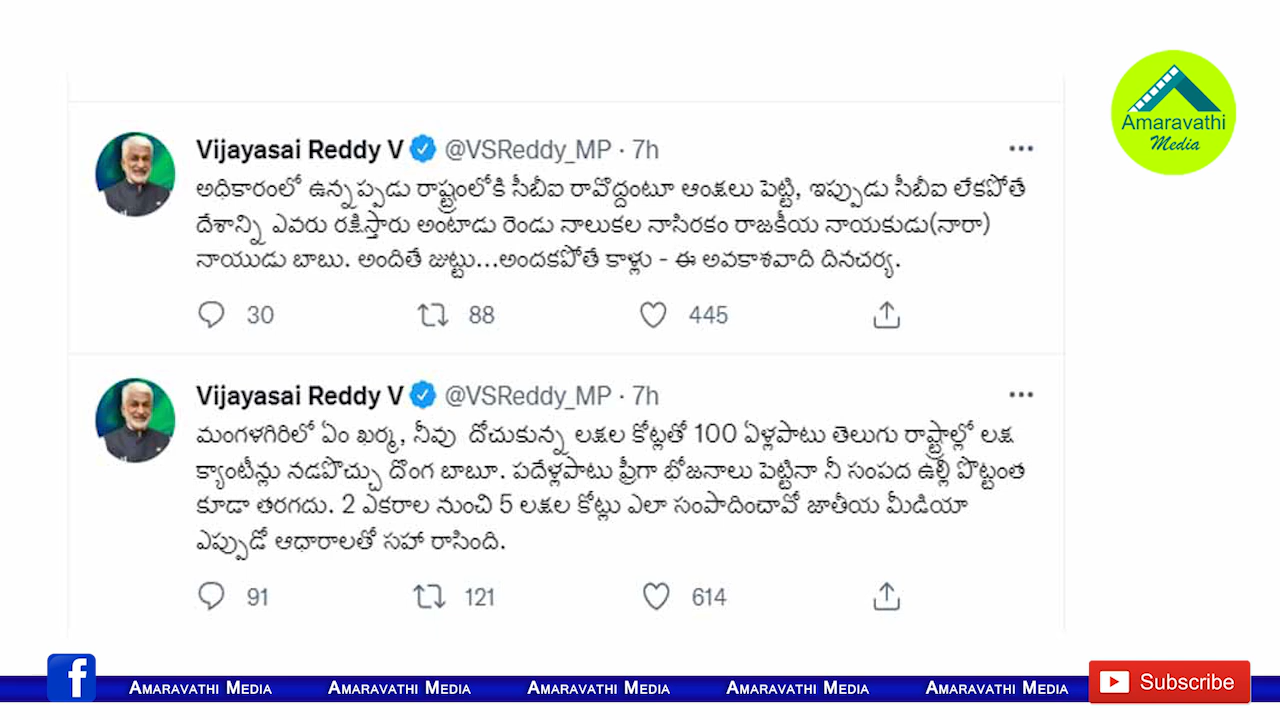 Amaravathi
Media
Vijayasai Reddy V @VSReddy_MP · 7h
అధికారంలో ఉన్నప్పడు రాష్ట్రంలోకి సీబీఐ రావొద్దంటూ ఆంక్షలు పెట్టి, ఇప్పుడు సీబీఐ లేకపోతే
దేశాన్ని ఎవరు రక్షిస్తారు అంటాడు రెండు నాలుకల నాసిరకం రాజకీయ నాయకుడు(నారా)
నాయుడు బాబు. అందితే జుట్టు...అందకపోతే కాళ్లు - ఈ అవకాశవాది దినచర్య.
30 88 445
Vijayasai Reddy V @VSReddy_MP · 7h
మంగళగిరిలో ఏం ఖర్మ, నీవు దోచుకున్న లక్షల కోట్లతో 100 ఏళ్లపాటు తెలుగు రాష్ట్రాల్లో లక్ష
క్యాంటీన్లు నడపొచ్చు దొంగ బాబూ. పదేళ్లపాటు ఫ్రీగా భోజనాలు పెట్టినా నీ సంపద ఉల్లి పొట్టంత
కూడా తరగదు. 2 ఎకరాల నుంచి 5 లక్షల కోట్లు ఎలా సంపాదించావో జాతీయ మీడియా
ఎప్పుడో ఆధారాలతో సహా రాసింది.
91 121 614
f Amaravathi Media Amaravathi Media Amaravathi Media Amaravathi Media Amaravathi Media Subscribe